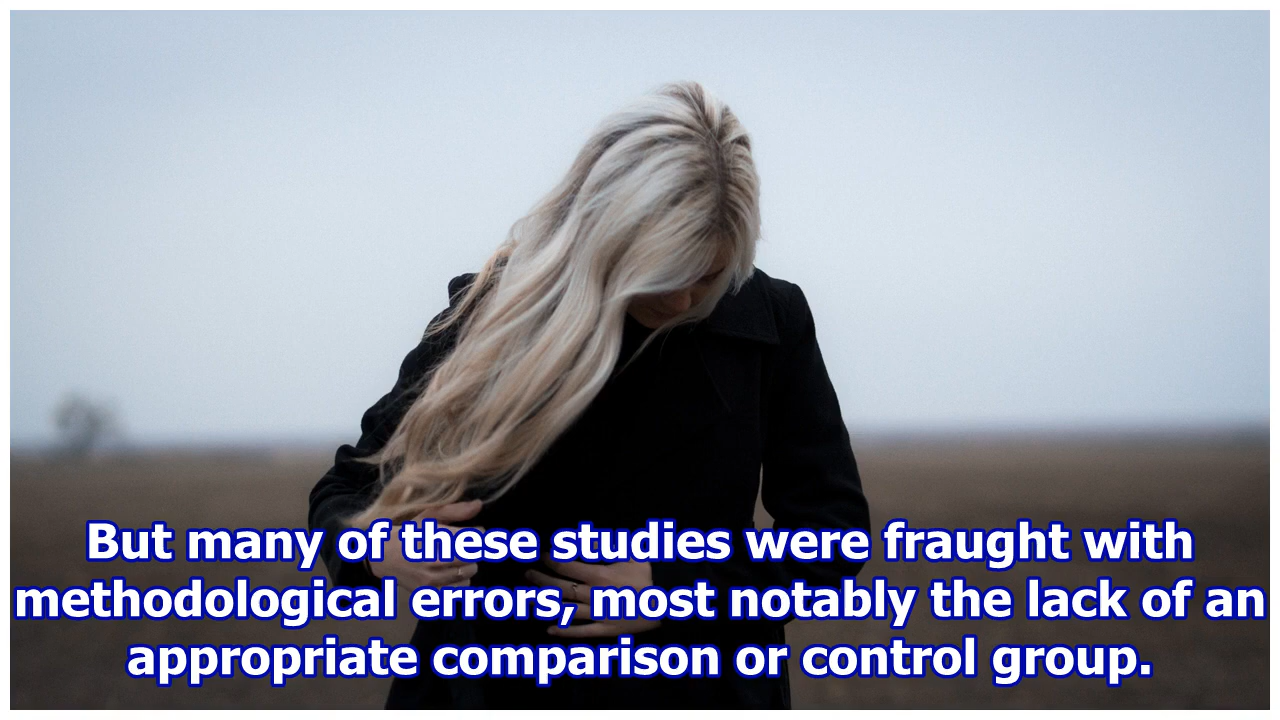 But many of these studies were fraught with
methodological errors, most notably the lack of an
appropriate comparison or control group.